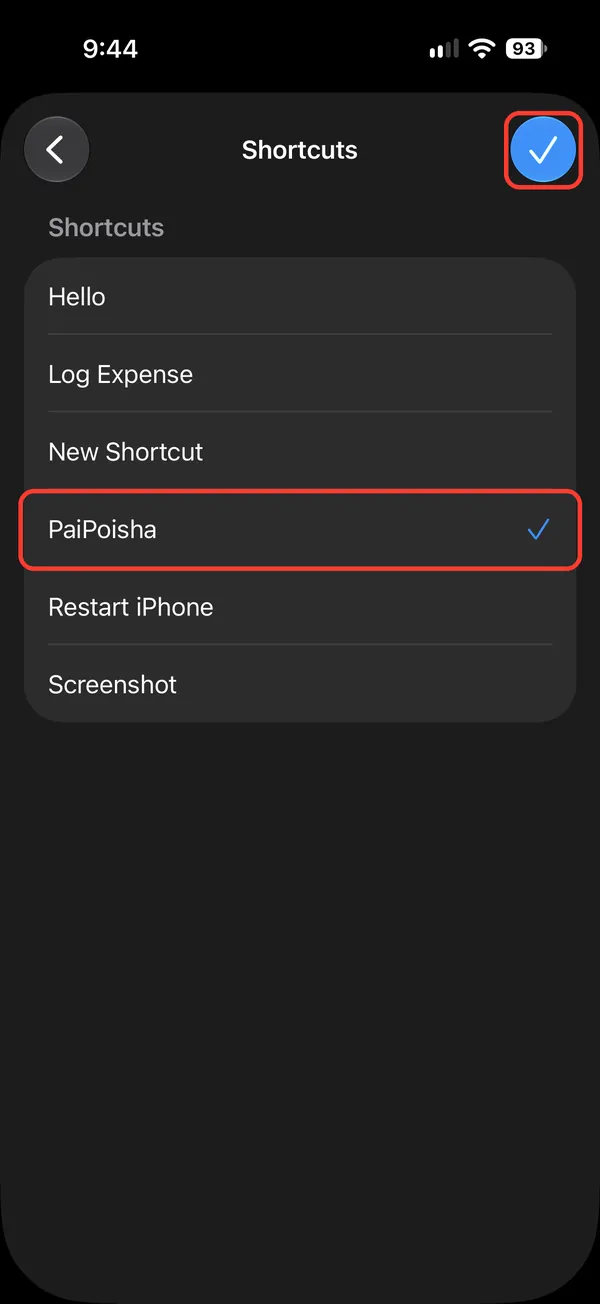 9:44
93
Shortcuts
Shortcuts
Hello
Log Expense
New Shortcut
PaiPoisha
Restart iPhone
Screenshot